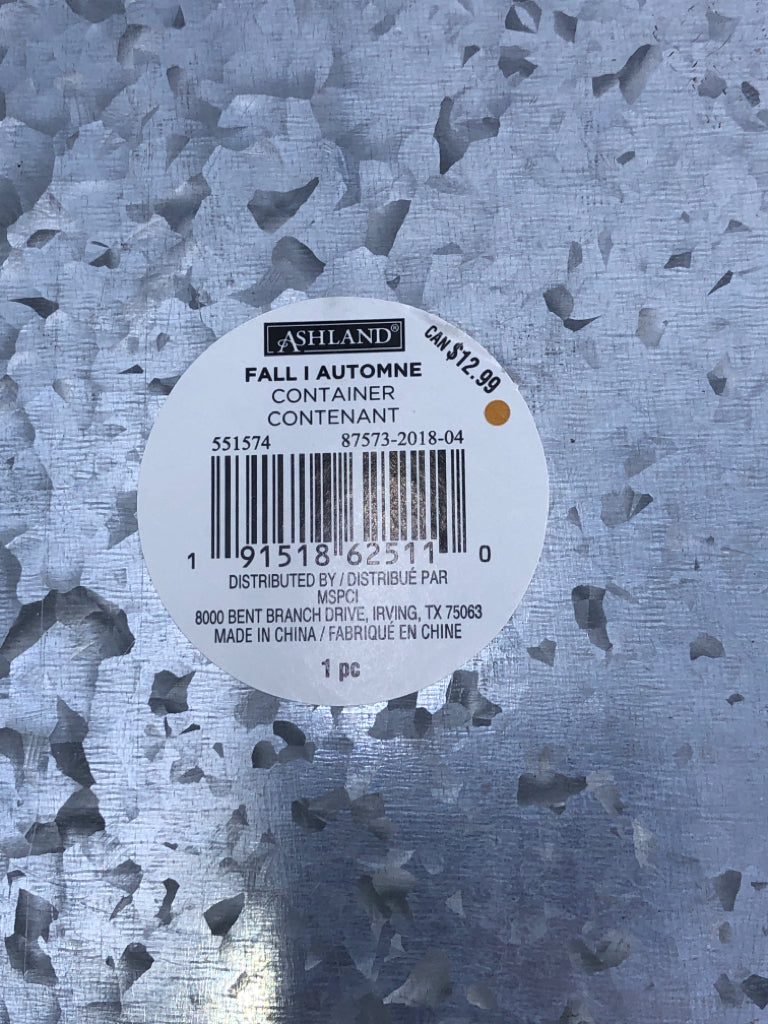 ASHLAND®
CAN $12.99
FALL | AUTOMNE
CONTAINER
CONTENANT
551574 87573-2018-04
1 91518 62511 0
DISTRIBUTED BY / DISTRIBUÉ PAR
MSPCI
8000 BENT BRANCH DRIVE, IRVING, TX 75063
MADE IN CHINA / FABRIQUÉ EN CHINE
1 pc